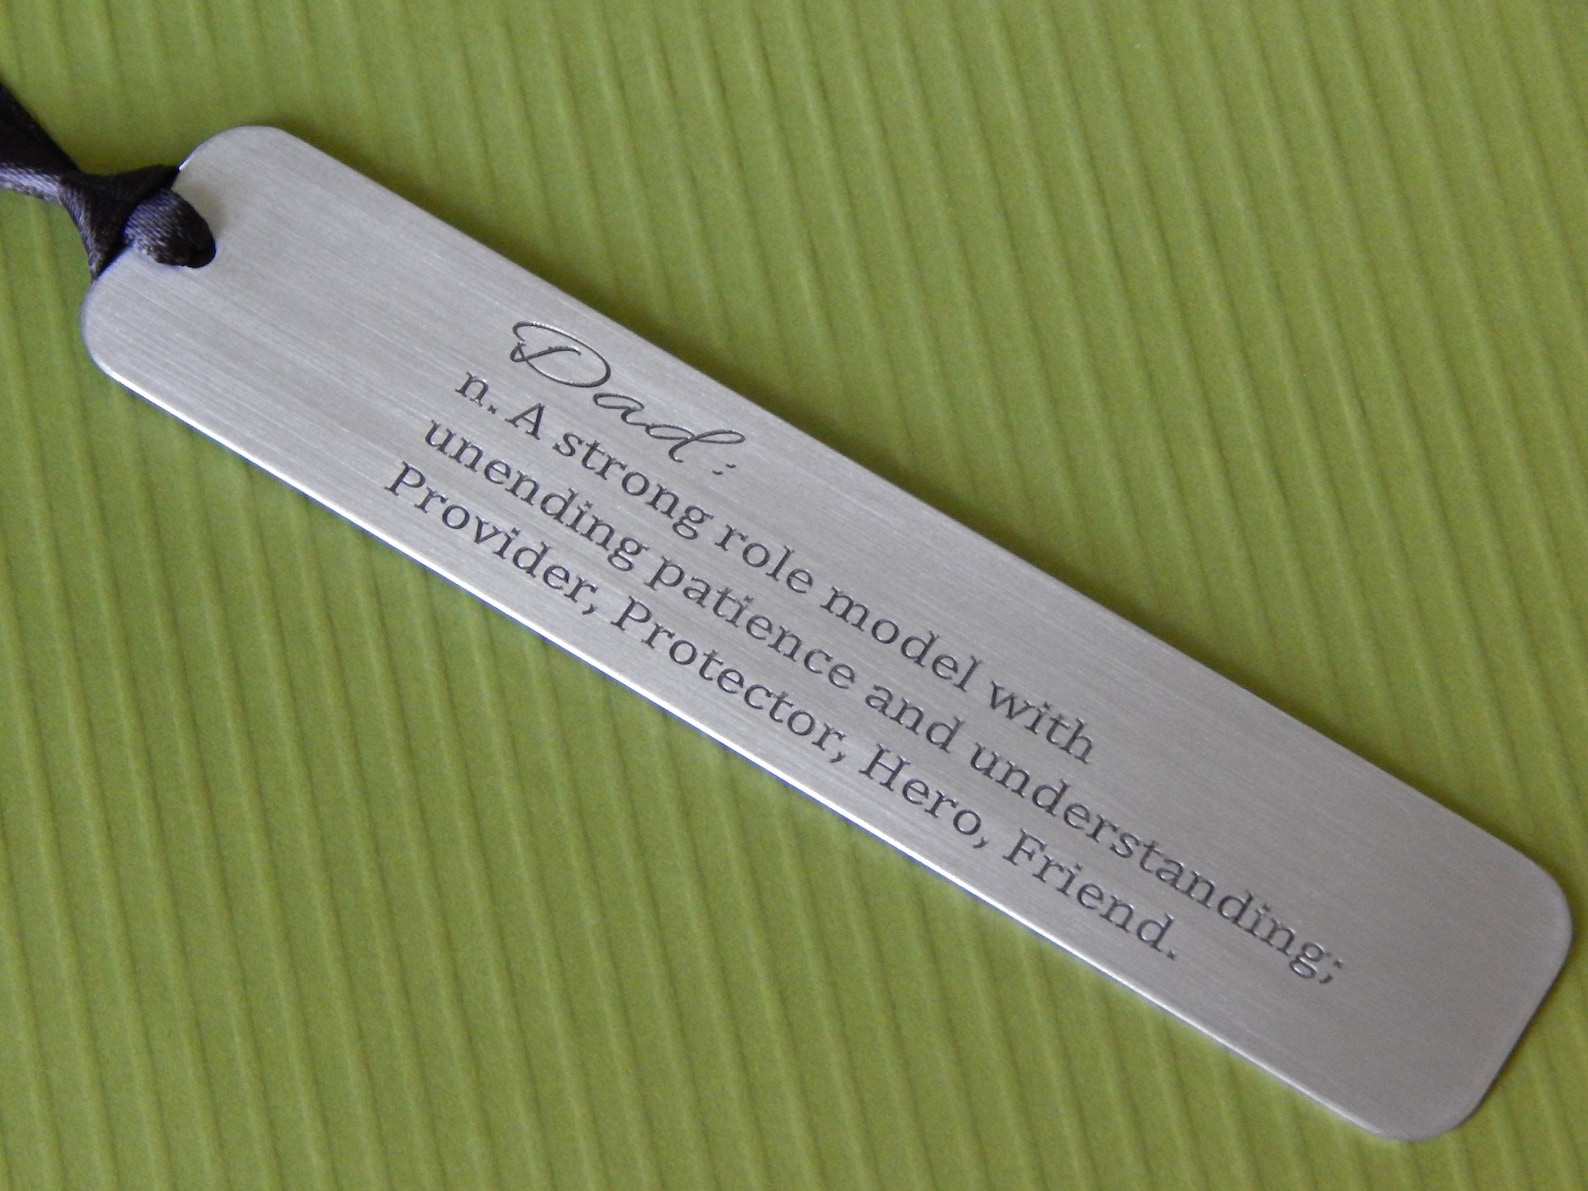 Dad:
n. A strong role model with
unending patience and understanding;
Provider, Protector, Hero, Friend.